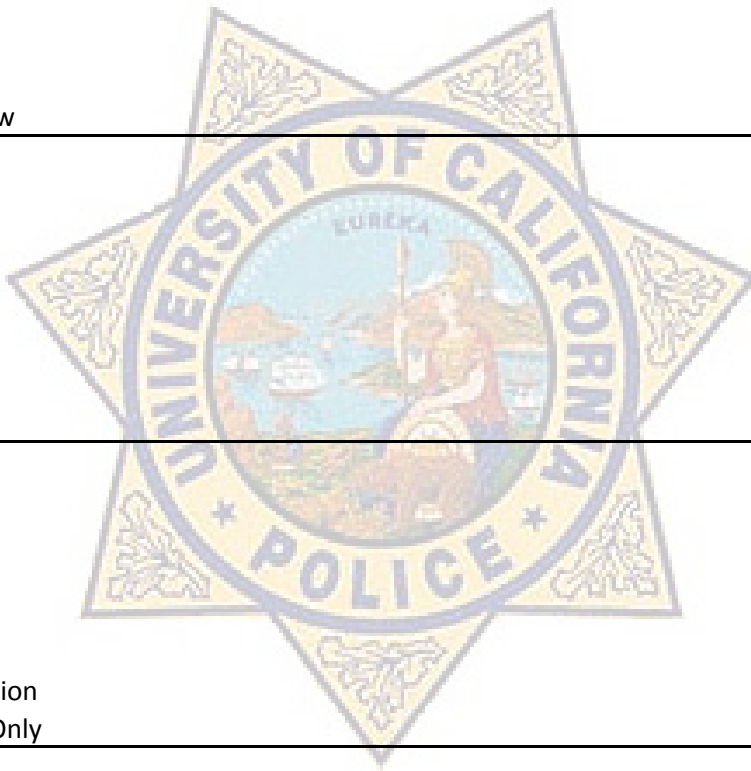 w
UNIVERSITY OF CALIFORNIA
EUREKA
ion
Only
★ POLICE ★